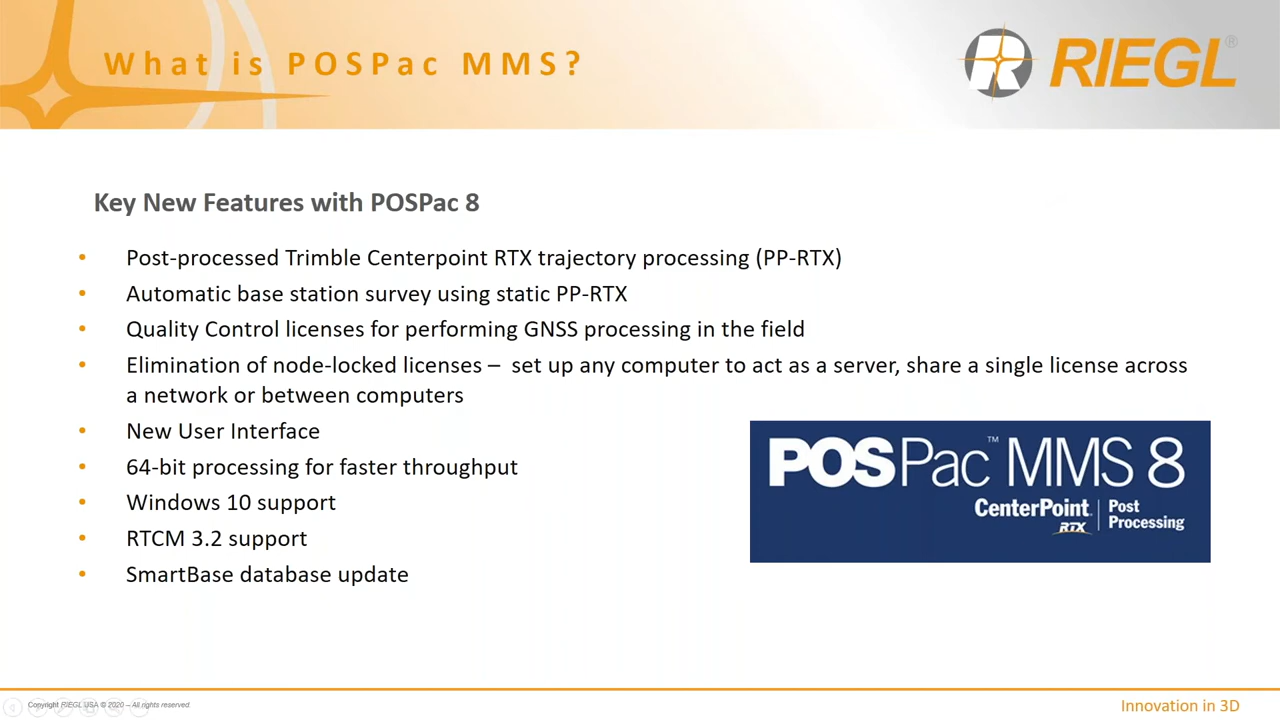 What is POSPac MMS?
RIEGL®
Key New Features with POSPac 8
• Post-processed Trimble Centerpoint RTX trajectory processing (PP-RTX)
• Automatic base station survey using static PP-RTX
• Quality Control licenses for performing GNSS processing in the field
• Elimination of node-locked licenses – set up any computer to act as a server, share a single license across
a network or between computers
• New User Interface
• 64-bit processing for faster throughput
• Windows 10 support
• RTCM 3.2 support
• SmartBase database update
POSPac™ MMS 8
CenterPoint RTX | Post
Processing
Copyright RIEGL USA © 2020 – All rights reserved.
Innovation in 3D